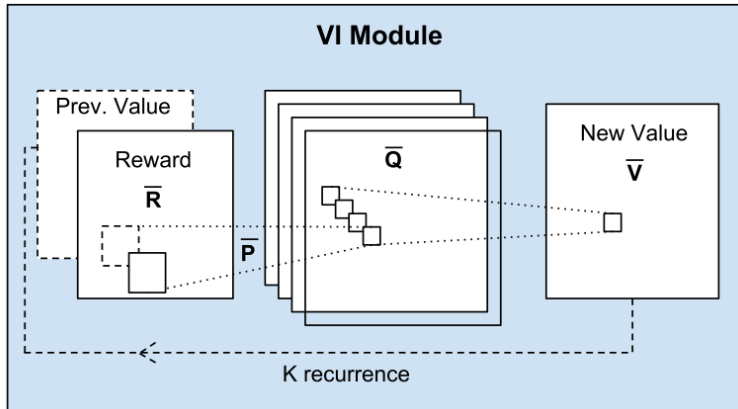 VI Module
Prev. Value
Reward
R̅
P̅
Q̅
New Value
V̅
K recurrence